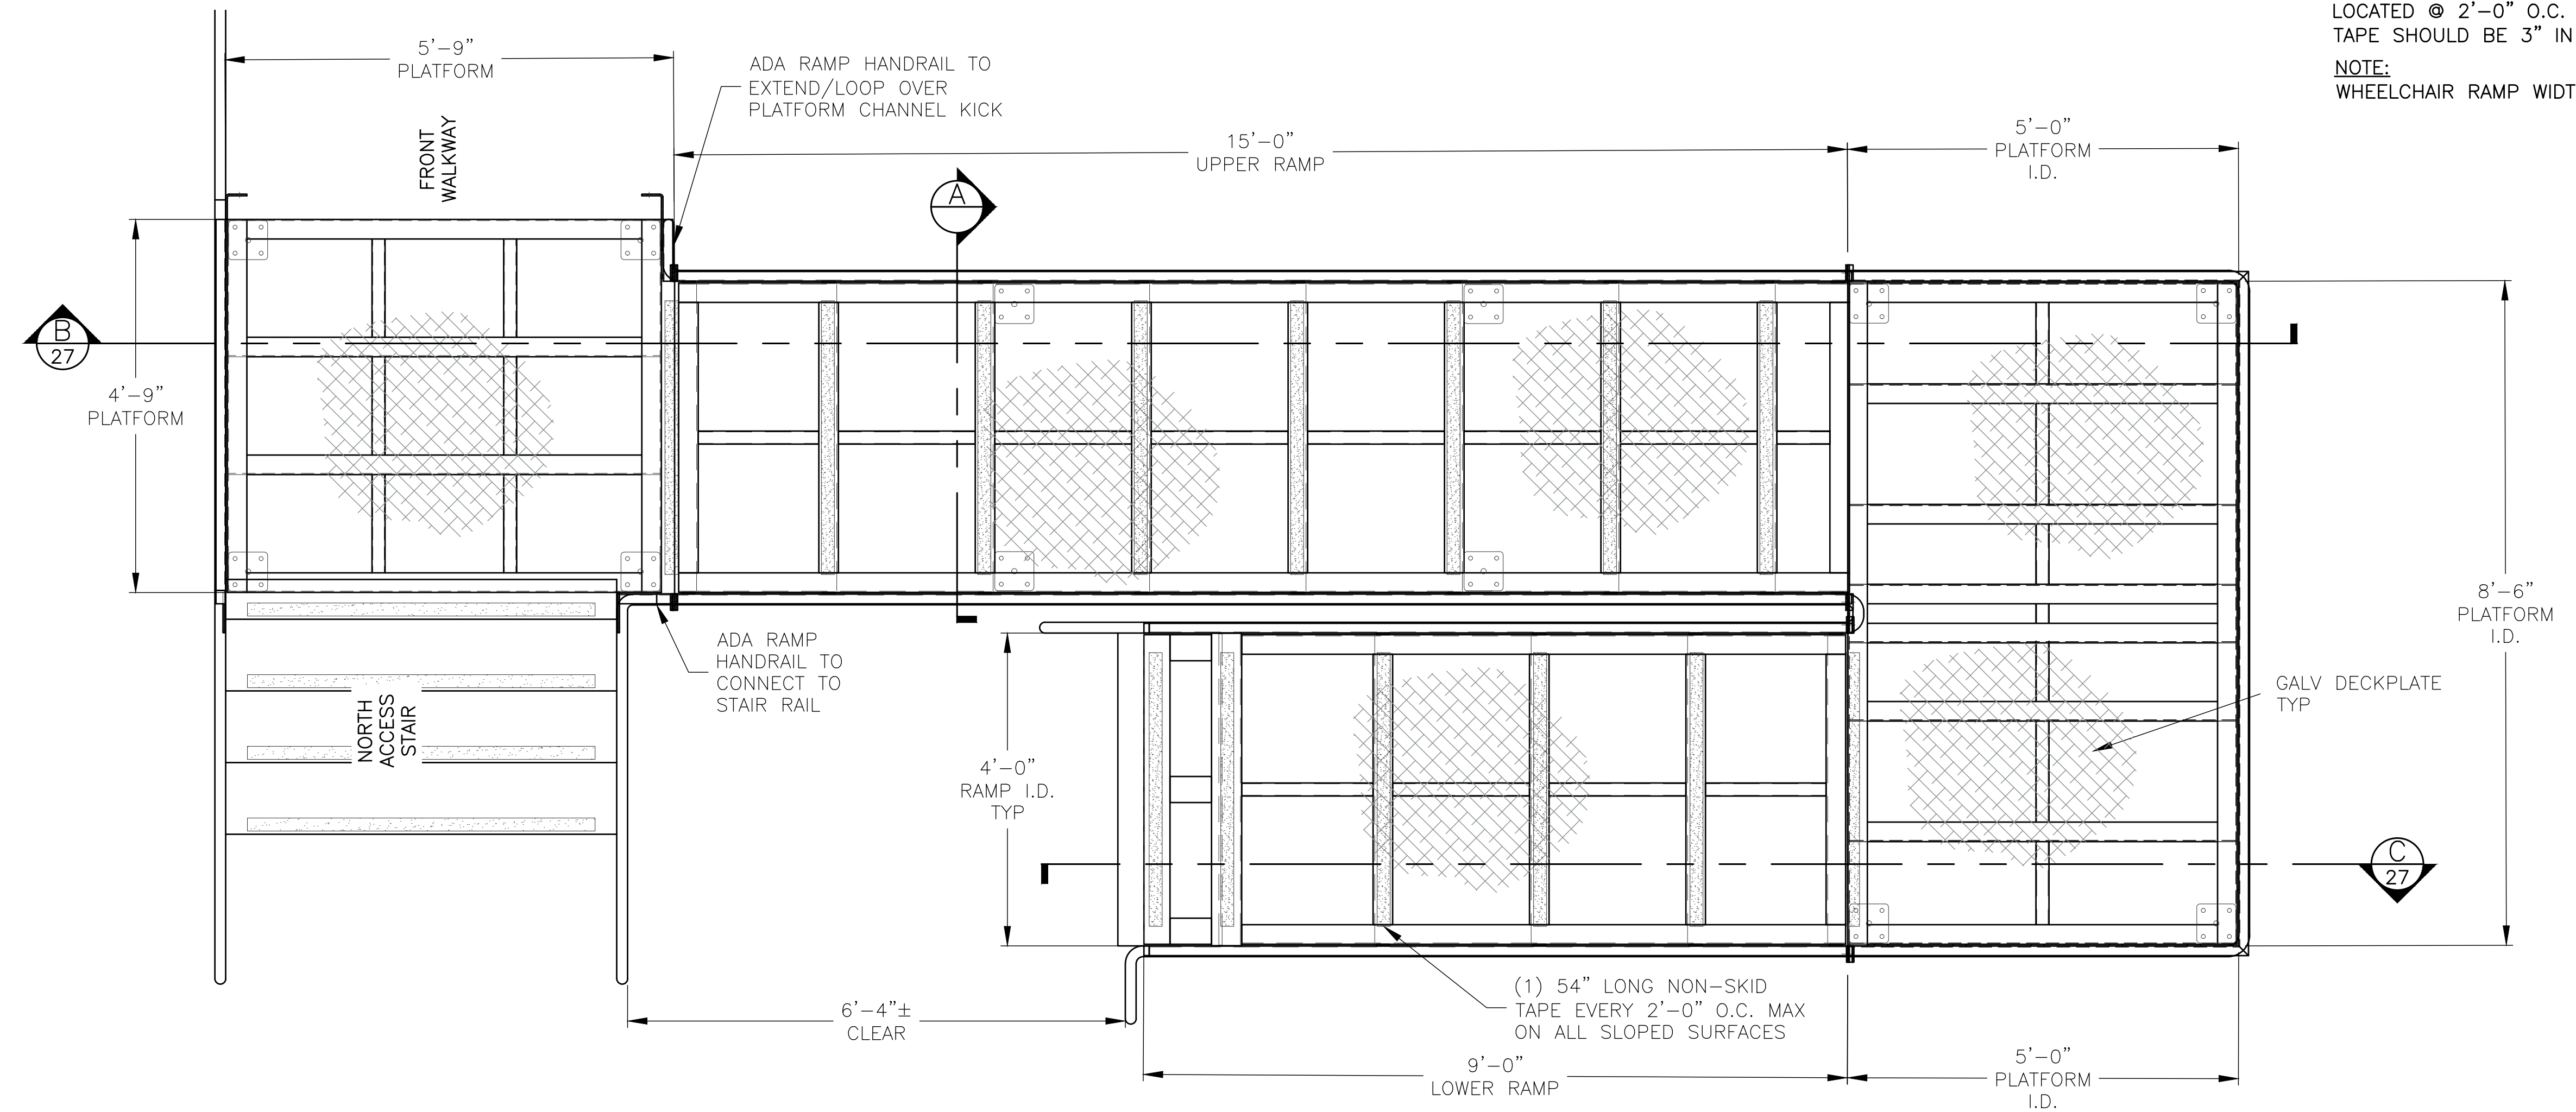 LOCATED @ 2'-0" O.C.
TAPE SHOULD BE 3" IN
NOTE:
WHEELCHAIR RAMP WIDT
5'-9"
PLATFORM
FRONT
WALKWAY
ADA RAMP HANDRAIL TO
EXTEND/LOOP OVER
PLATFORM CHANNEL KICK
15'-0"
UPPER RAMP
5'-0"
PLATFORM
I.D.
A
B
27
4'-9"
PLATFORM
8'-6"
PLATFORM
I.D.
ADA RAMP
HANDRAIL TO
CONNECT TO
STAIR RAIL
NORTH
ACCESS
STAIR
4'-0"
RAMP I.D.
TYP
GALV DECKPLATE
TYP
C
27
(1) 54" LONG NON-SKID
TAPE EVERY 2'-0" O.C. MAX
ON ALL SLOPED SURFACES
6'-4"±
CLEAR
9'-0"
LOWER RAMP
5'-0"
PLATFORM
I.D.